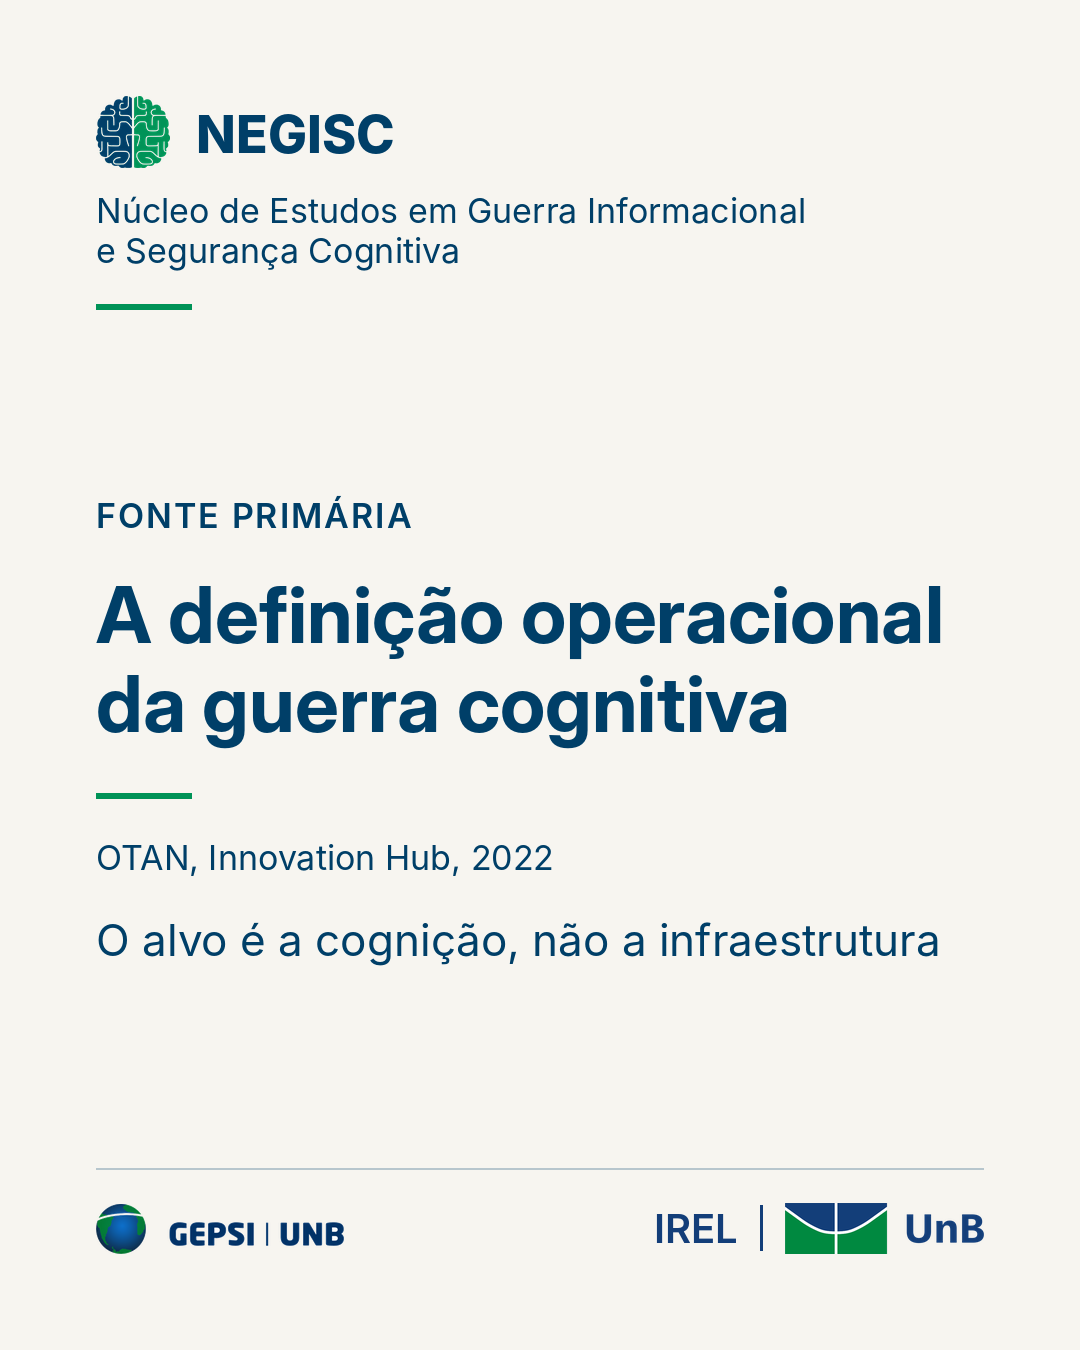 NEGISC
Núcleo de Estudos em Guerra Informacional
e Segurança Cognitiva
FONTE PRIMÁRIA
A definição operacional
da guerra cognitiva
OTAN, Innovation Hub, 2022
O alvo é a cognição, não a infraestrutura
GEPSI | UNB
IREL | UnB